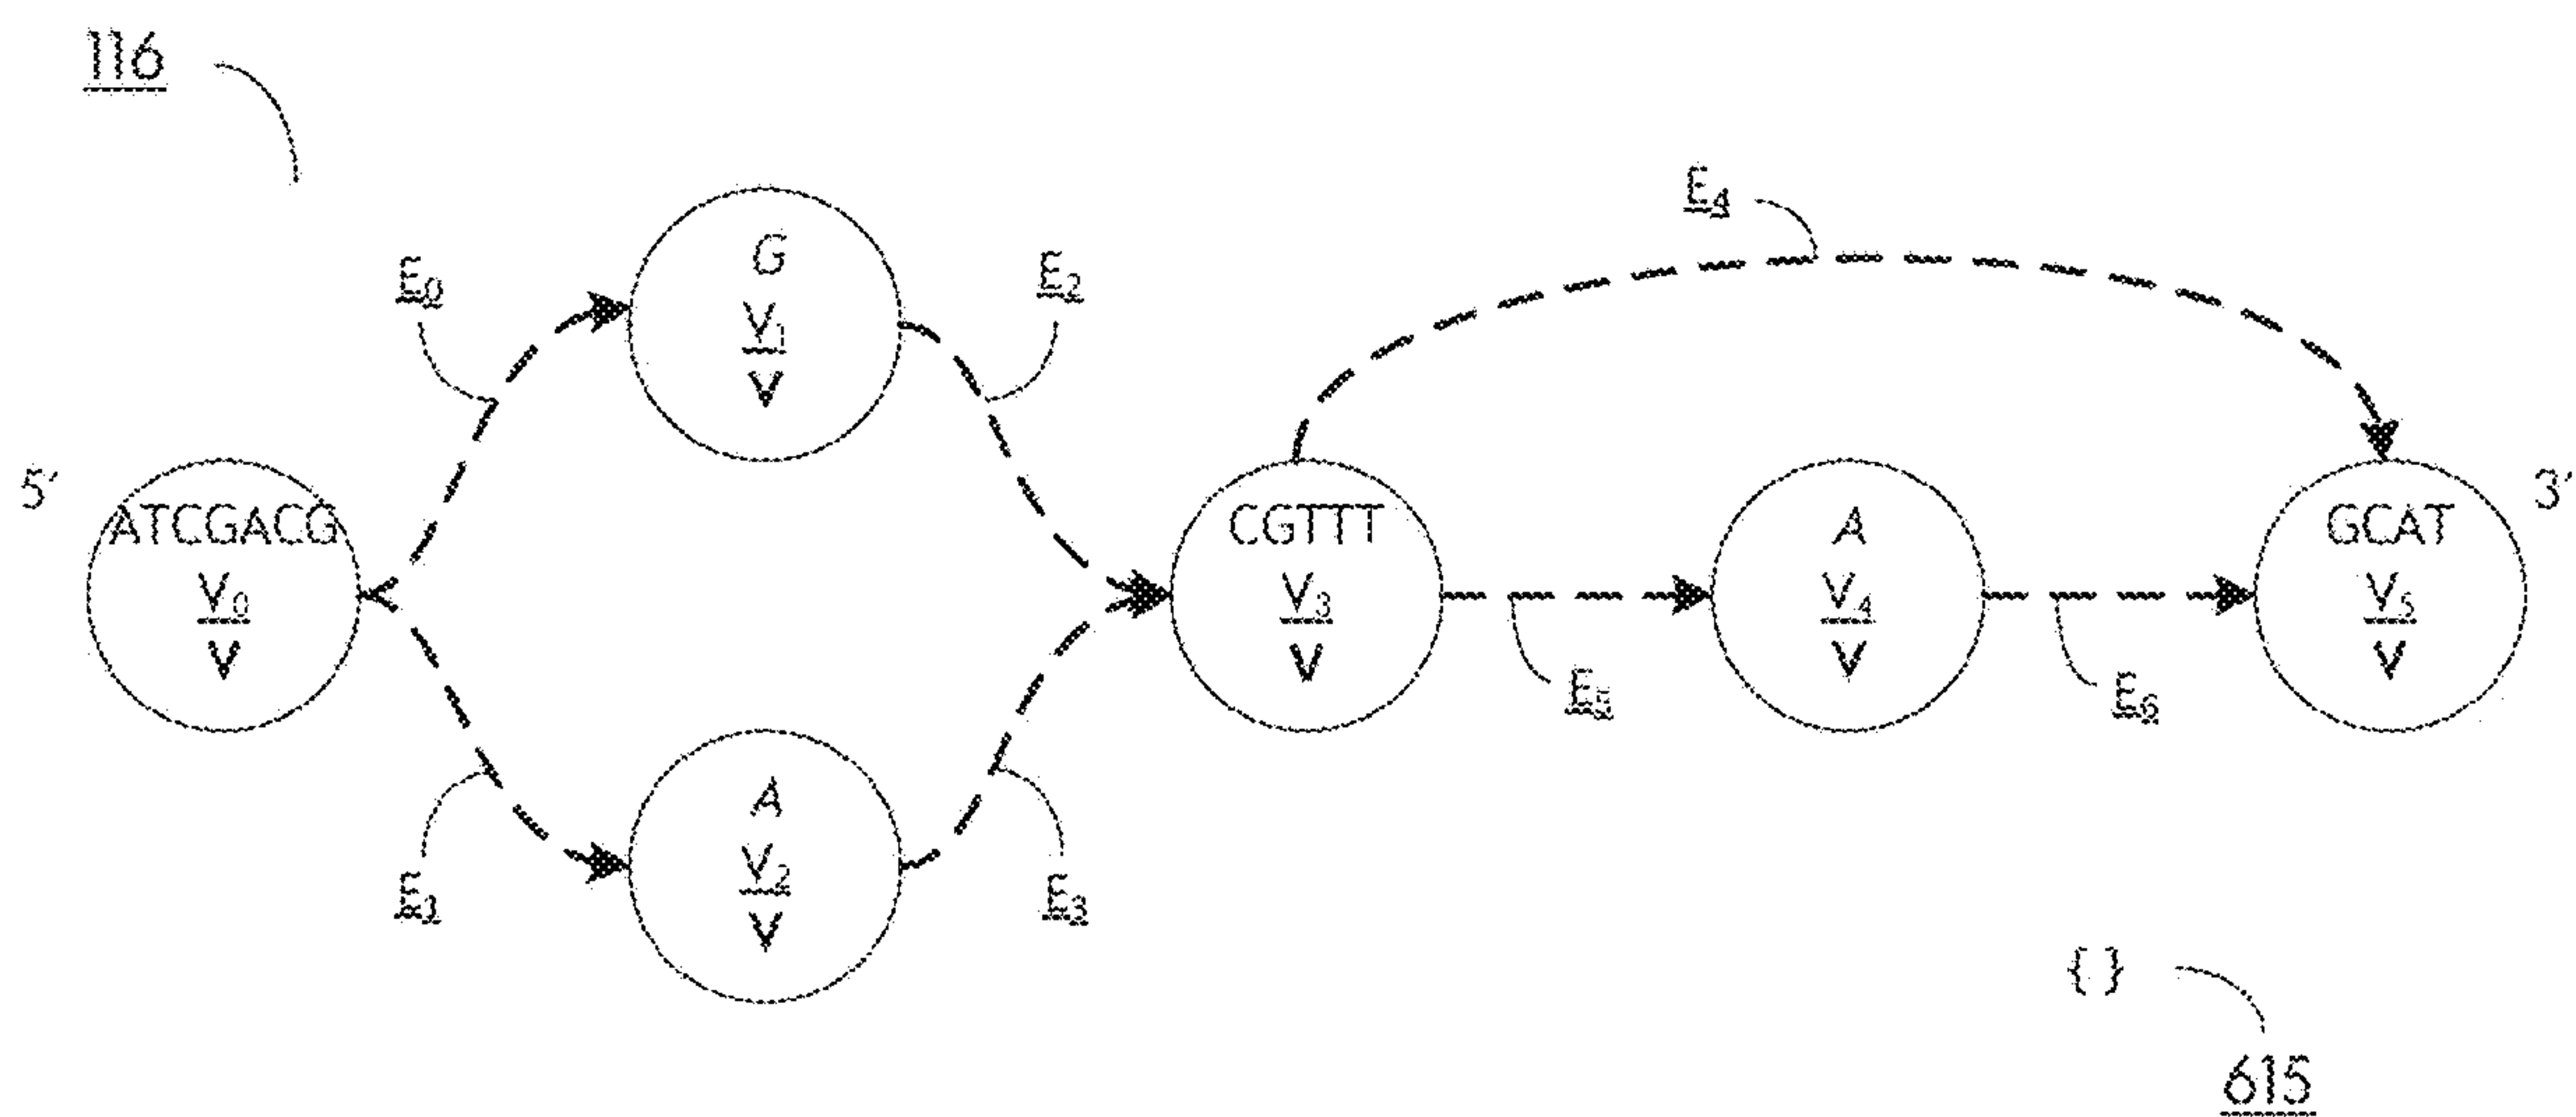 116
E₄
G
V₁
V
E₀
E₂
5'
ATCGACG
V₀
V
CGTTT
V₃
V
A
V₄
V
GCAT
V₅
V
3'
E₅
E₆
A
V₂
V
E₁
E₃
{ }
615